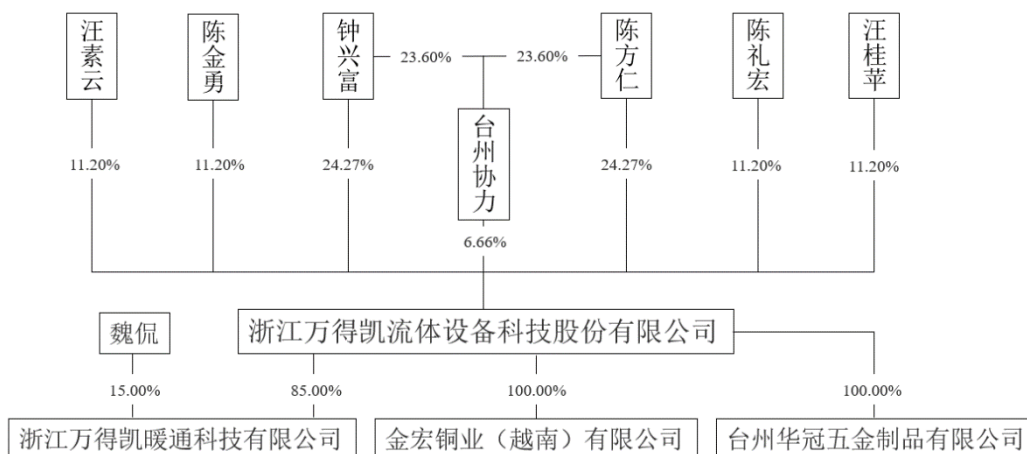 汪素云
陈金勇
钟兴富
陈方仁
陈礼宏
汪桂苹
23.60%
23.60%
台州协力
11.20%
11.20%
24.27%
24.27%
11.20%
11.20%
6.66%
魏侃
浙江万得凯流体设备科技股份有限公司
15.00%
85.00%
100.00%
100.00%
浙江万得凯暖通科技有限公司
金宏铜业（越南）有限公司
台州华冠五金制品有限公司